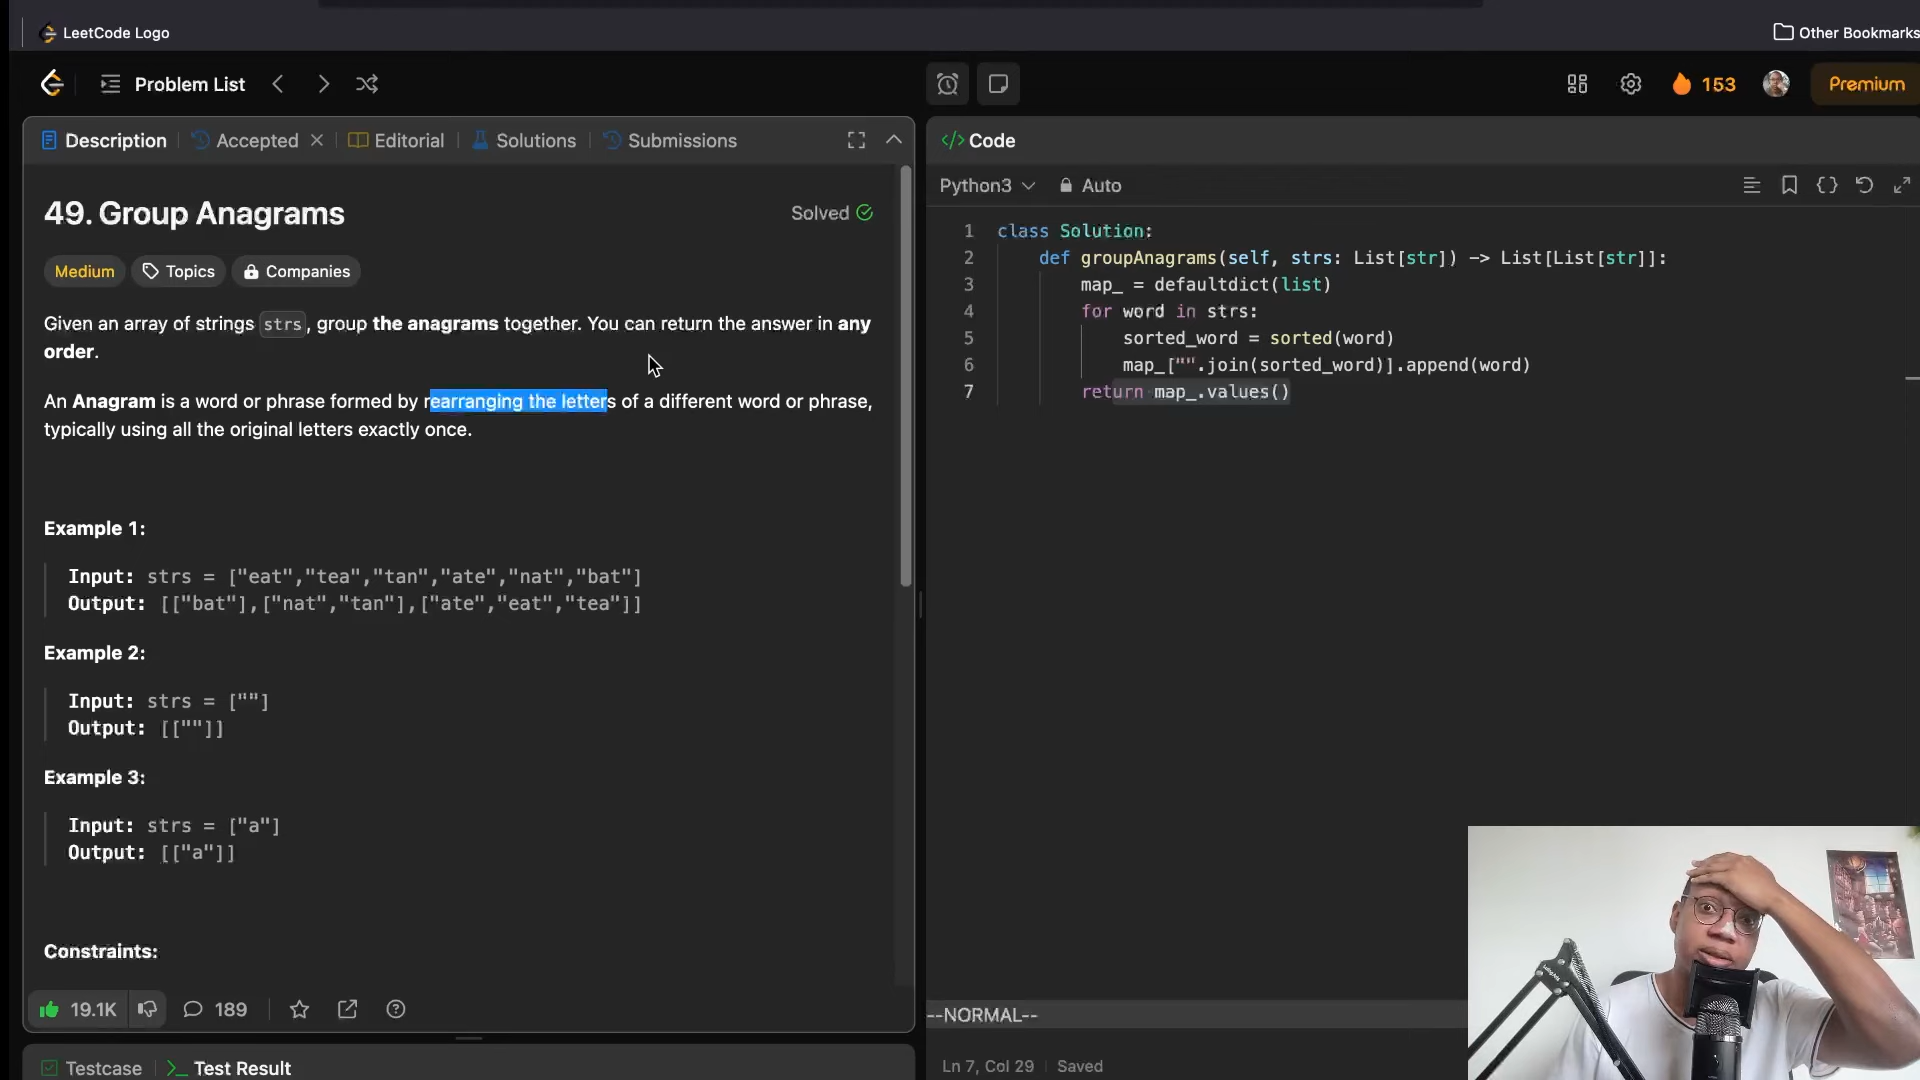 LeetCode Logo
Other Bookmarks
Problem List
153
Premium
Description
Accepted
Editorial
Solutions
Submissions
49. Group Anagrams
Solved
Medium
Topics
Companies
Given an array of strings strs, group the anagrams together. You can return the answer in any
order.
An Anagram is a word or phrase formed by rearranging the letters of a different word or phrase,
typically using all the original letters exactly once.
Example 1:
Input: strs = ["eat","tea","tan","ate","nat","bat"]
Output: [["bat"],["nat","tan"],["ate","eat","tea"]]
Example 2:
Input: strs = [""]
Output: [[""]]
Example 3:
Input: strs = ["a"]
Output: [["a"]]
Constraints:
19.1K
189
Testcase
Test Result
</> Code
Python3
Auto
1 class Solution:
2 def groupAnagrams(self, strs: List[str]) -> List[List[str]]:
3 map_ = defaultdict(list)
4 for word in strs:
5 sorted_word = sorted(word)
6 map_["".join(sorted_word)].append(word)
7 return map_.values()
--NORMAL--
Ln 7, Col 29
Saved